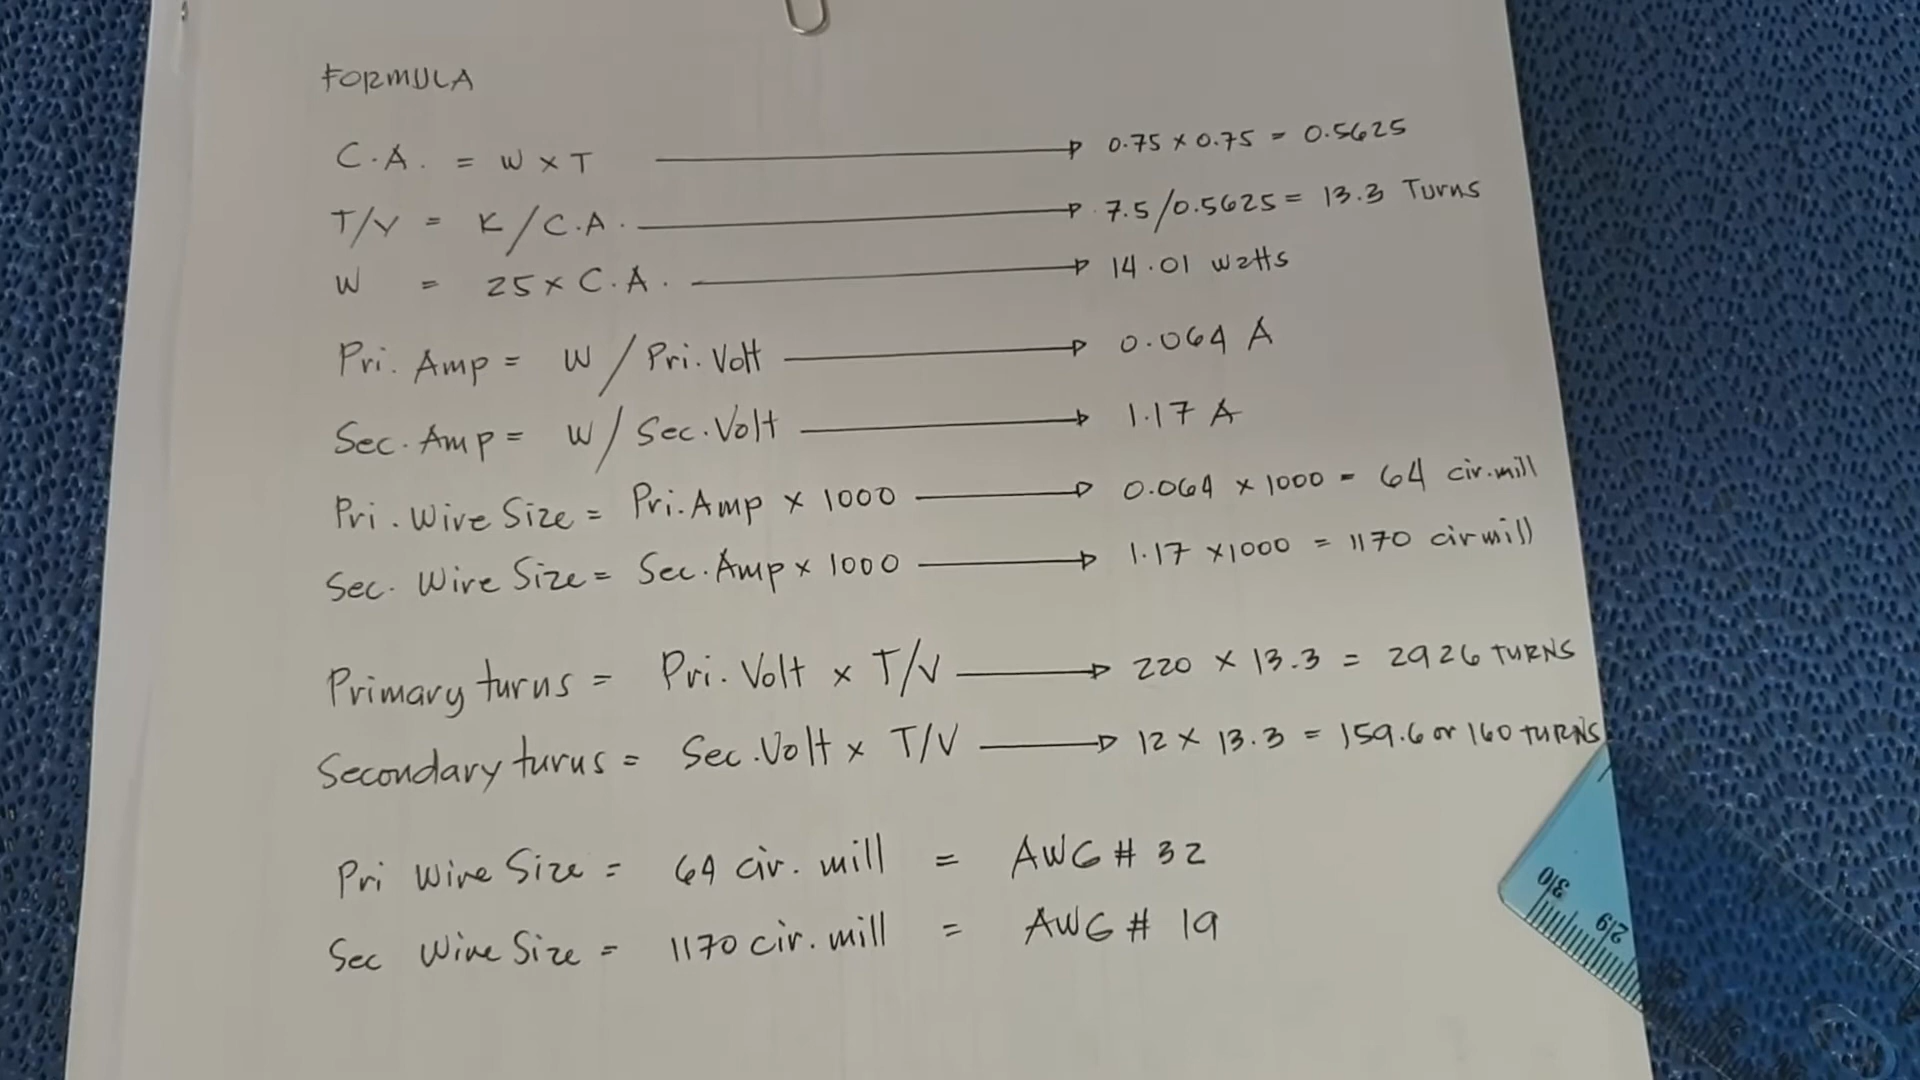 FORMULA
C.A. = W x T → 0.75 x 0.75 = 0.5625
T/V = K/C.A. → 7.5/0.5625 = 13.3 Turns
W = 25 x C.A. → 14.01 watts
Pri. Amp = W / Pri. Volt → 0.064 A
Sec. Amp = W / Sec. Volt → 1.17 A
Pri. Wire Size = Pri. Amp x 1000 → 0.064 x 1000 = 64 cir.mill
Sec. Wire Size = Sec. Amp x 1000 → 1.17 x1000 = 1170 cirmill
Primary turns = Pri. Volt x T/V → 220 x 13.3 = 2926 TURNS
Secondary turns = Sec. Volt x T/V → 12 x 13.3 = 159.6 or 160 TURNS
Pri Wire Size = 64 cir. mill = AWG # 32
Sec Wire Size = 1170 cir. mill = AWG # 19
30
29